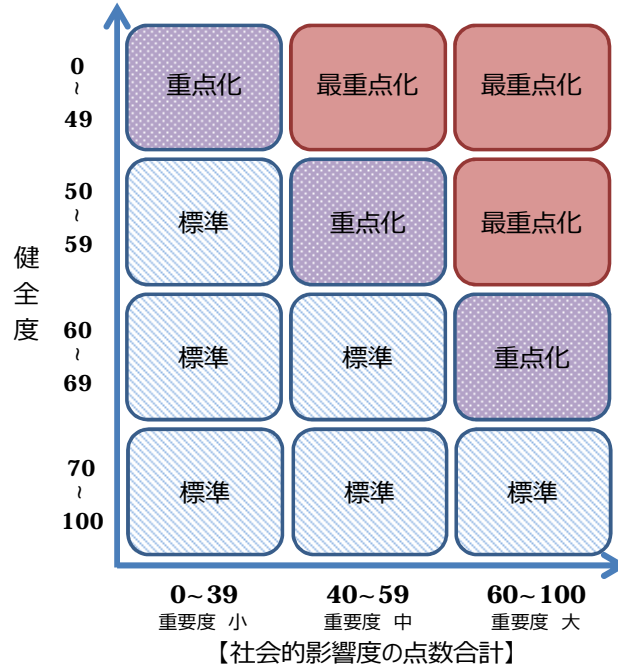 0
~
49
重点化
最重点化
最重点化
50
~
59
標準
重点化
最重点化
健
全
度
60
~
69
標準
標準
重点化
70
~
100
標準
標準
標準
0~39
40~59
60~100
重要度 小
重要度 中
重要度 大
【社会的影響度の点数合計】